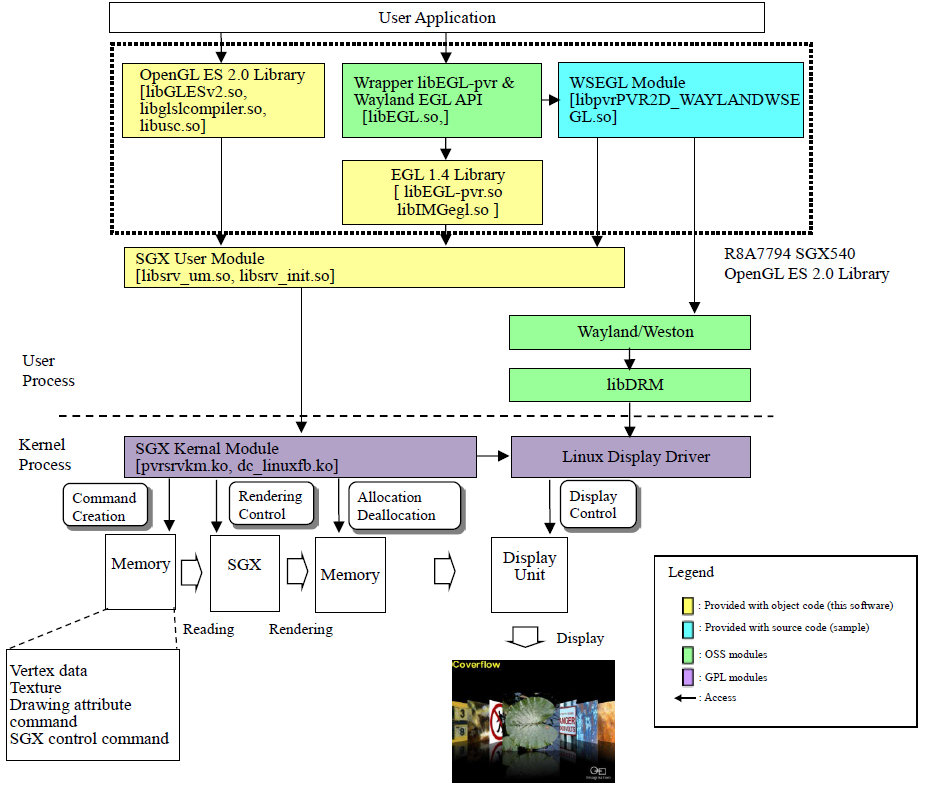 User Application
OpenGL ES 2.0 Library
[libGLESv2.so,
libglslcompiler.so,
libusc.so]
Wrapper libEGL-pvr &
Wayland EGL API
[libEGL.so,]
WSEGL Module
[libpvrPVR2D_WAYLANDWSE
GL.so]
EGL 1.4 Library
[ libEGL-pvr.so
libIMGegl.so ]
SGX User Module
[libsrv_um.so, libsrv_init.so]
R8A7794 SGX540
OpenGL ES 2.0 Library
Wayland/Weston
libDRM
User
Process
Kernel
Process
SGX Kernal Module
[pvrsrvkm.ko, dc_linuxfb.ko]
Linux Display Driver
Command
Creation
Rendering
Control
Allocation
Deallocation
Display
Control
Memory
SGX
Memory
Display
Unit
Reading
Rendering
Display
Vertex data
Texture
Drawing attribute
command
SGX control command
Coverflow
Legend
: Provided with object code (this software)
: Provided with source code (sample)
: OSS modules
: GPL modules
: Access